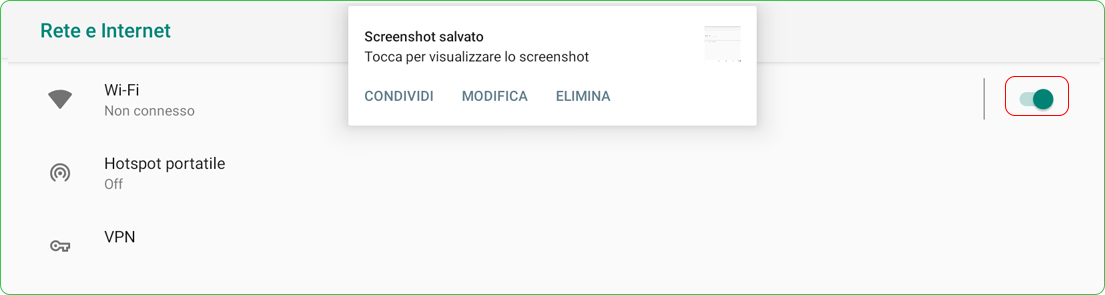 Rete e Internet
Screenshot salvato
Tocca per visualizzare lo screenshot
CONDIVIDI MODIFICA ELIMINA
Wi-Fi
Non connesso
Hotspot portatile
Off
VPN